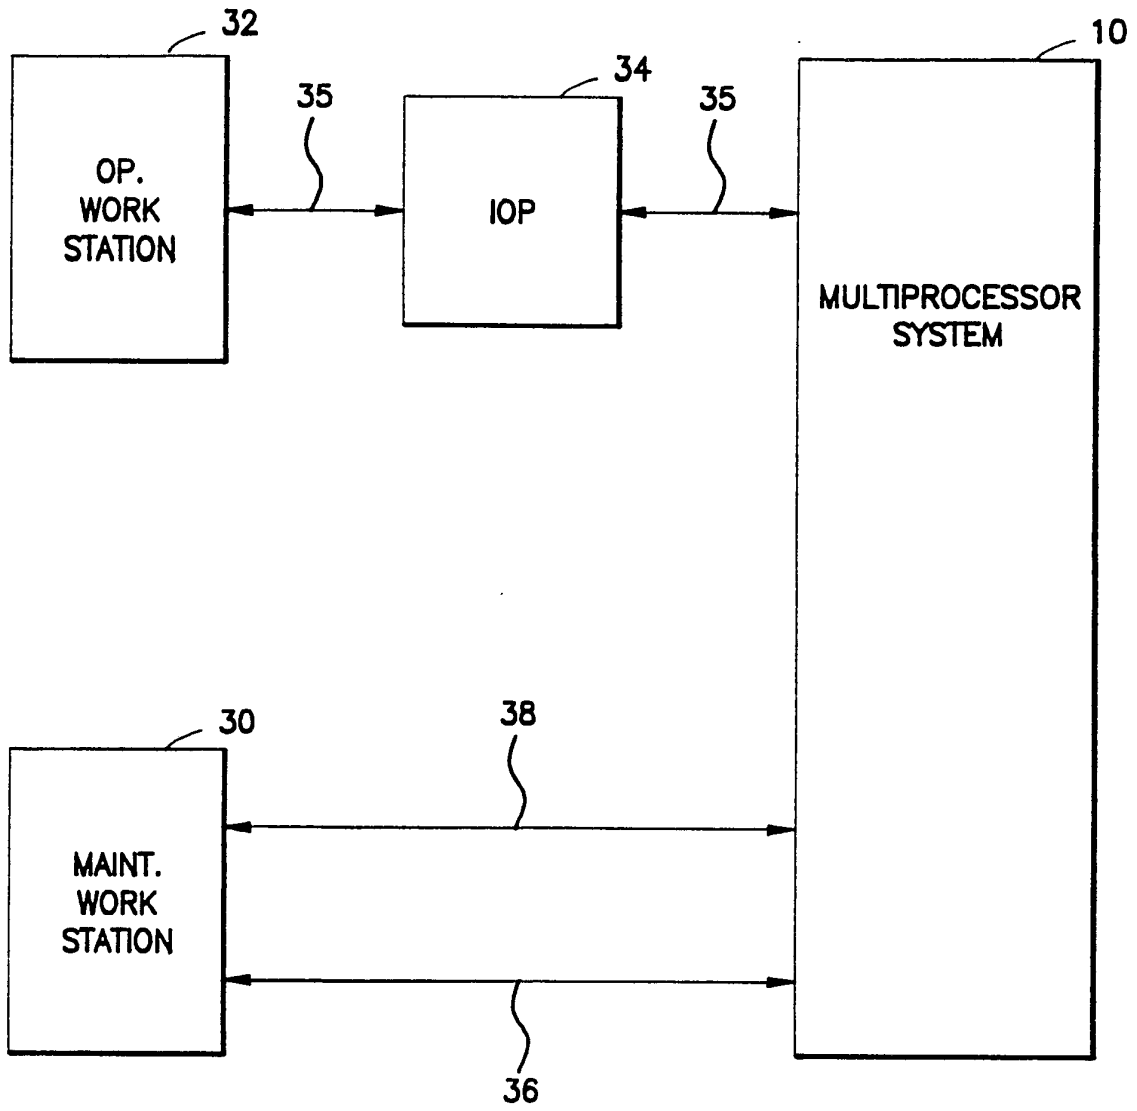 32
10
34
35
35
OP.
WORK
STATION
IOP
MULTIPROCESSOR
SYSTEM
30
38
MAINT.
WORK
STATION
36